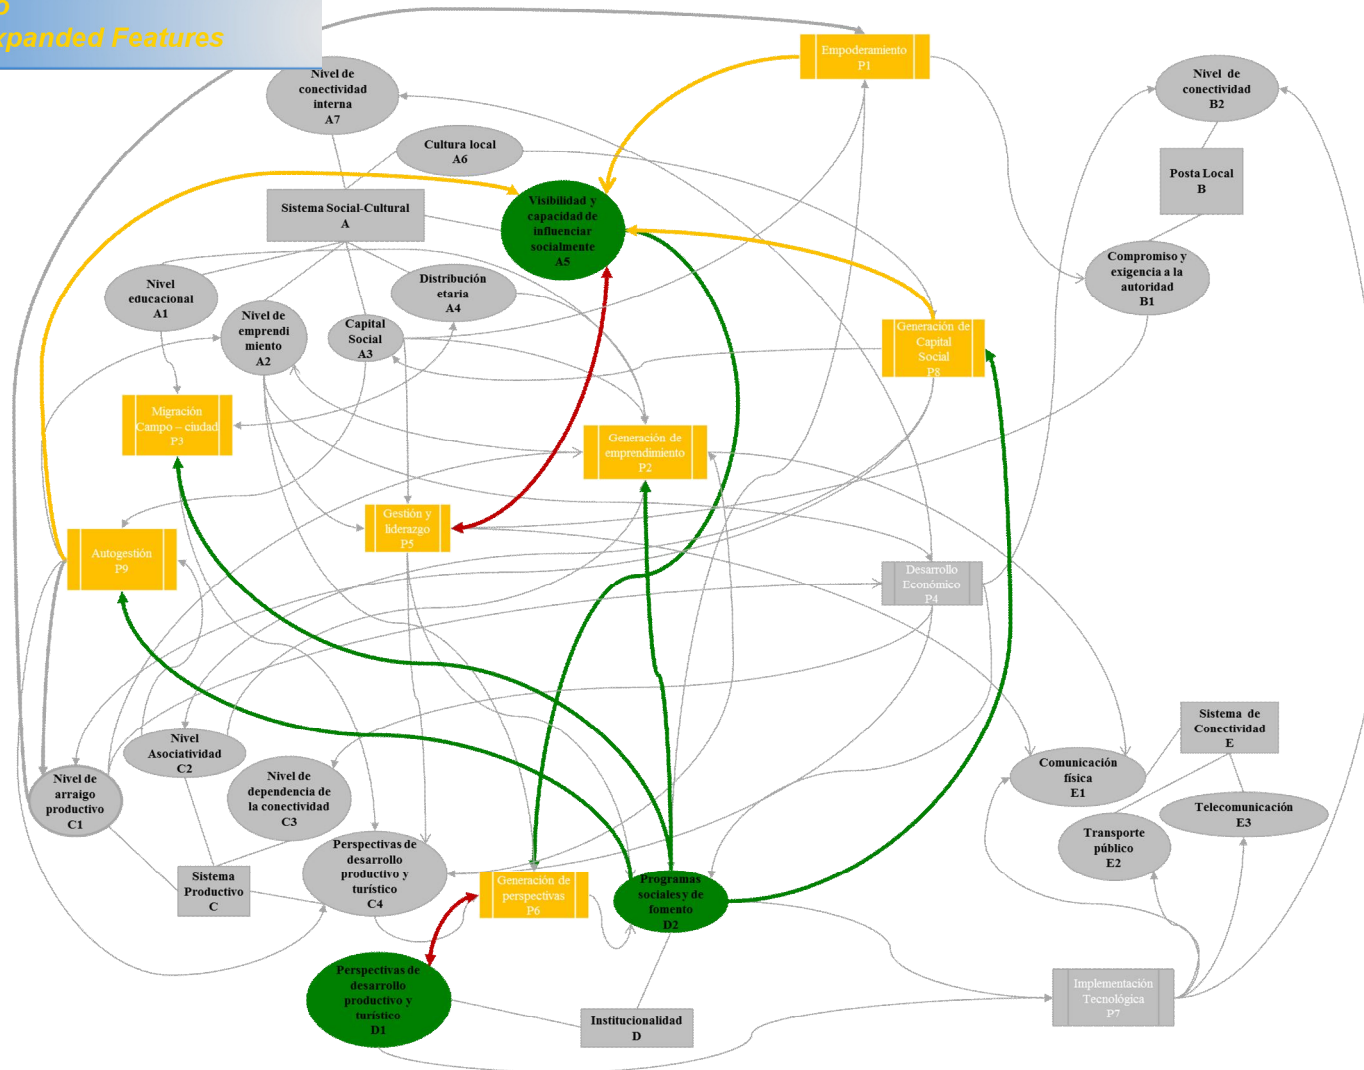 Expanded Features
Nivel de
conectividad
interna
A7
Cultura local
A6
Sistema Social-Cultural
A
Visibilidad y
capacidad de
influenciar
socialmente
A5
Empoderamiento
P1
Nivel de
conectividad
B2
Posta Local
B
Compromiso y
exigencia a la
autoridad
B1
Nivel
educacional
A1
Nivel de
emprendi
miento
A2
Capital
Social
A3
Distribución
etaria
A4
Generación de
Capital
Social
P8
Migración
Campo – ciudad
P3
Generación de
emprendimiento
P2
Gestión y
liderazgo
P5
Autogestión
P9
Desarrollo
Económico
P4
Nivel de
arraigo
productivo
C1
Nivel
Asociatividad
C2
Nivel de
dependencia de
la conectividad
C3
Sistema
Productivo
C
Perspectivas de
desarrollo
productivo y
turístico
C4
Generación de
perspectivas
P6
Programas
sociales y de
fomento
D2
Perspectivas de
desarrollo
productivo y
turístico
D1
Institucionalidad
D
Sistema de
Conectividad
E
Comunicación
física
E1
Transporte
público
E2
Telecomunicación
E3
Implementación
Tecnológica
P7